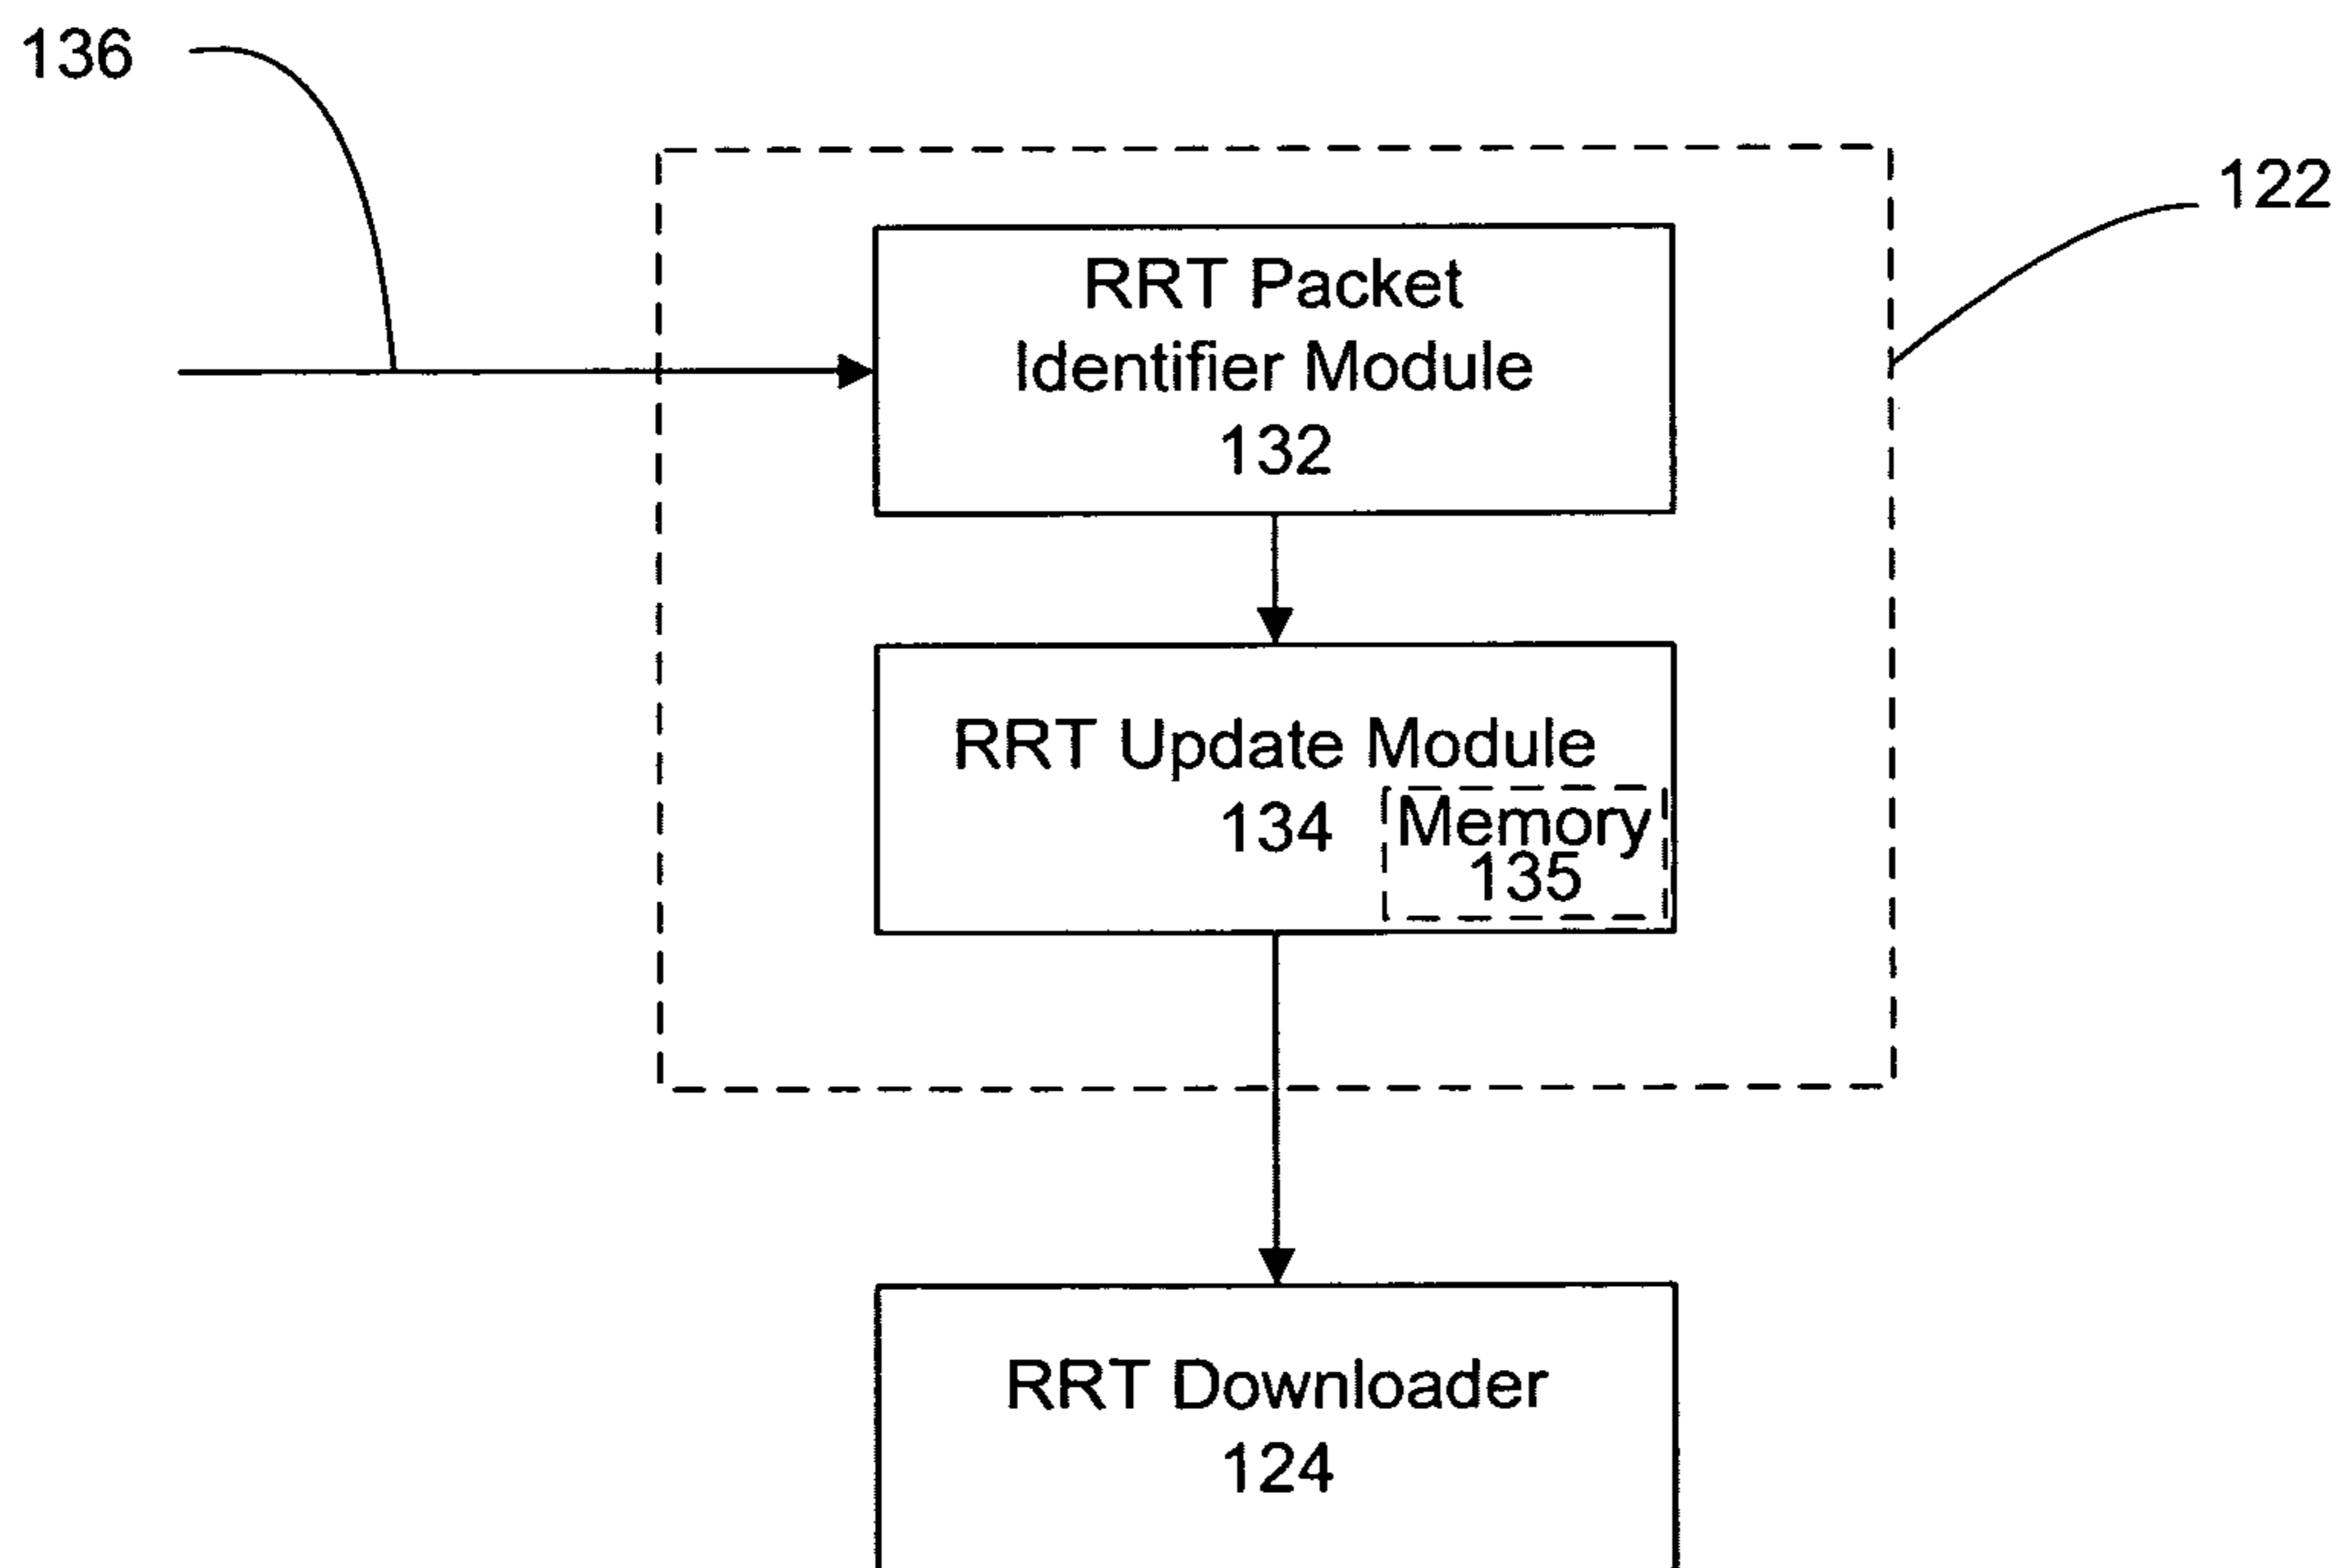 136
122
RRT Packet
Identifier Module
132
RRT Update Module
134
Memory
135
RRT Downloader
124